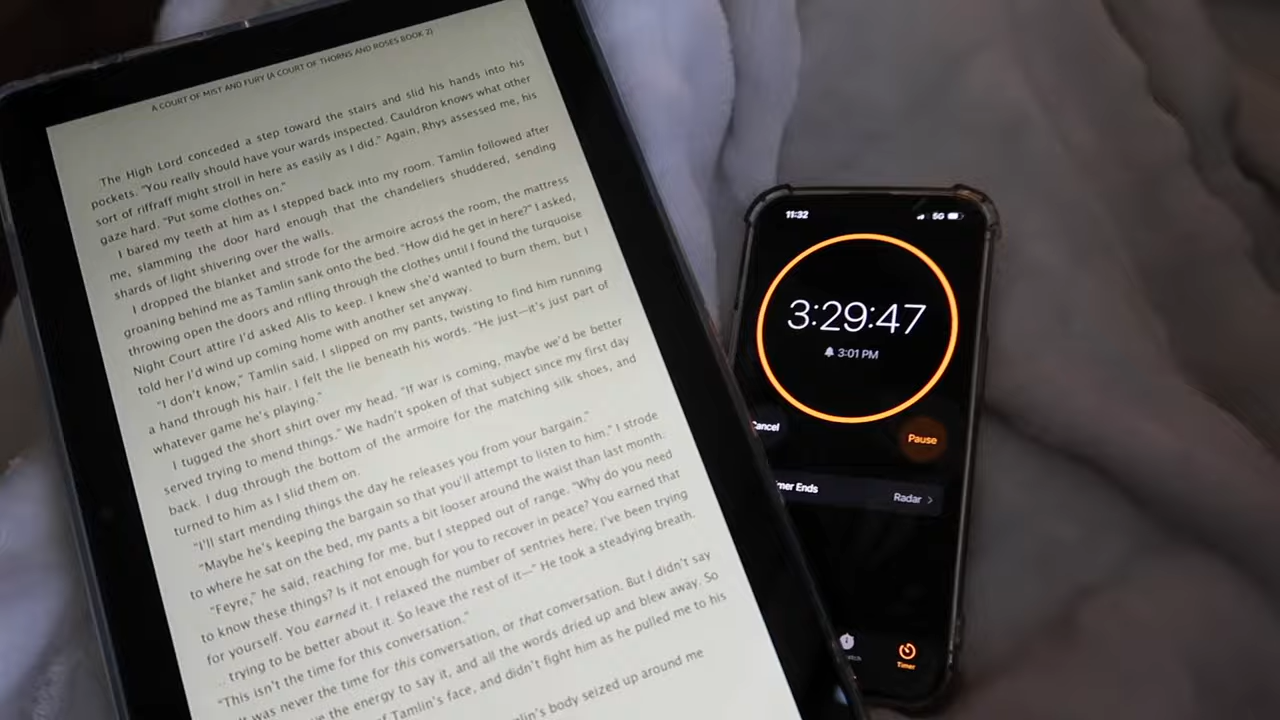 A COURT OF MIST AND FURY (A COURT OF THORNS AND ROSES BOOK 2)
The High Lord conceded a step toward the stairs and slid his hands into his
pockets. “You really should have your wards inspected. Cauldron knows what other
sort of riffraff might stroll in here as easily as I did.” Again, Rhys assessed me, his
gaze hard. “Put some clothes on.”
I bared my teeth at him as I stepped back into my room. Tamlin followed after
me, slamming the door hard enough that the chandeliers shuddered, sending
shards of light shivering over the walls.
I dropped the blanket and strode for the armoire across the room, the mattress
groaning behind me as Tamlin sank onto the bed. “How did he get in here?” I asked,
throwing open the doors and rifling through the clothes until I found the turquoise
Night Court attire I’d asked Alis to keep. I knew she’d wanted to burn them, but I
told her I’d wind up coming home with another set anyway.
“I don’t know,” Tamlin said. I slipped on my pants, twisting to find him running
a hand through his hair. I felt the lie beneath his words. “He just—it’s just part of
whatever game he’s playing.”
I tugged the short shirt over my head. “If war is coming, maybe we’d be better
served trying to mend things.” We hadn’t spoken of that subject since my first day
back. I dug through the bottom of the armoire for the matching silk shoes, and
turned to him as I slid them on.
“I’ll start mending things the day he releases you from your bargain.”
“Maybe he’s keeping the bargain so that you’ll attempt to listen to him.” I strode
to where he sat on the bed, my pants a bit looser around the waist than last month.
“Feyre,” he said, reaching for me, but I stepped out of range. “Why do you need
to know these things? Is it not enough for you to recover in peace? You earned that
for yourself. You earned it. I relaxed the number of sentries here; I’ve been trying
… trying to be better about it. So leave the rest of it—” He took a steadying breath.
“This isn’t the time for this conversation.”
was never the time for this conversation, or that conversation. But I didn’t say
the energy to say it, and all the words dried up and blew away. So
of Tamlin’s face, and didn’t fight him as he pulled me to his
body seized up around me
11:32
5G
3:29:47
3:01 PM
Cancel
Pause
Ends
Radar
Timer